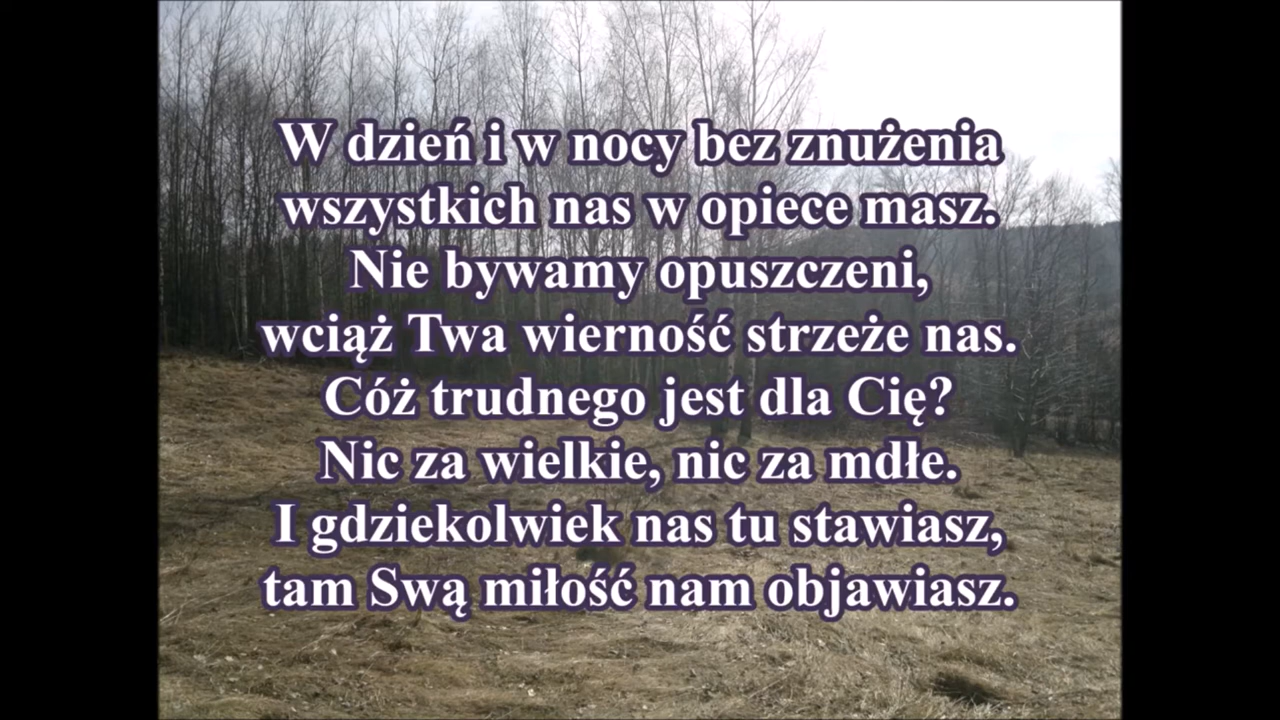 W dzień i w nocy bez znużenia
wszystkich nas w opiece masz.
Nie bywamy opuszczeni,
wciąż Twa wierność strzeże nas.
Cóż trudnego jest dla Cię?
Nic za wielkie, nic za mdłe.
I gdziekolwiek nas tu stawiasz,
tam Swą miłość nam objawiasz.